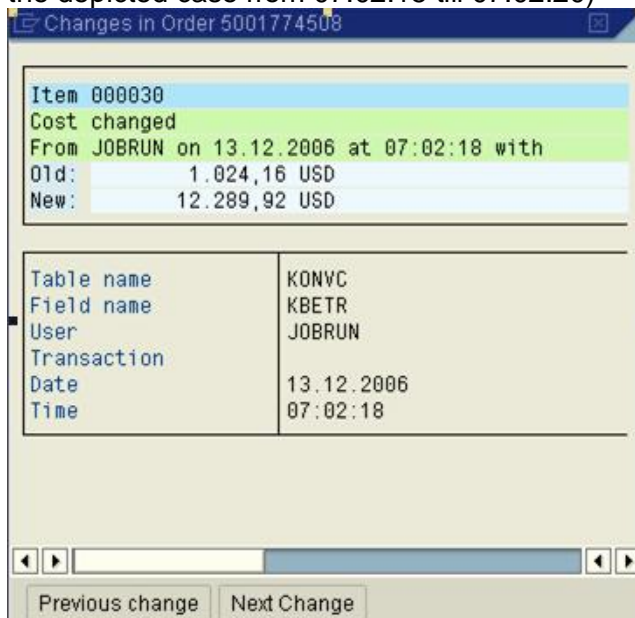 the depleted case from 07:02:18 till 07:02:20)
Changes in Order 5001774508
Item 000030
Cost changed
From JOBRUN on 13.12.2006 at 07:02:18 with
Old: 1.024,16 USD
New: 12.289,92 USD
Table name KONVC
Field name KBETR
User JOBRUN
Transaction
Date 13.12.2006
Time 07:02:18
Previous change Next Change